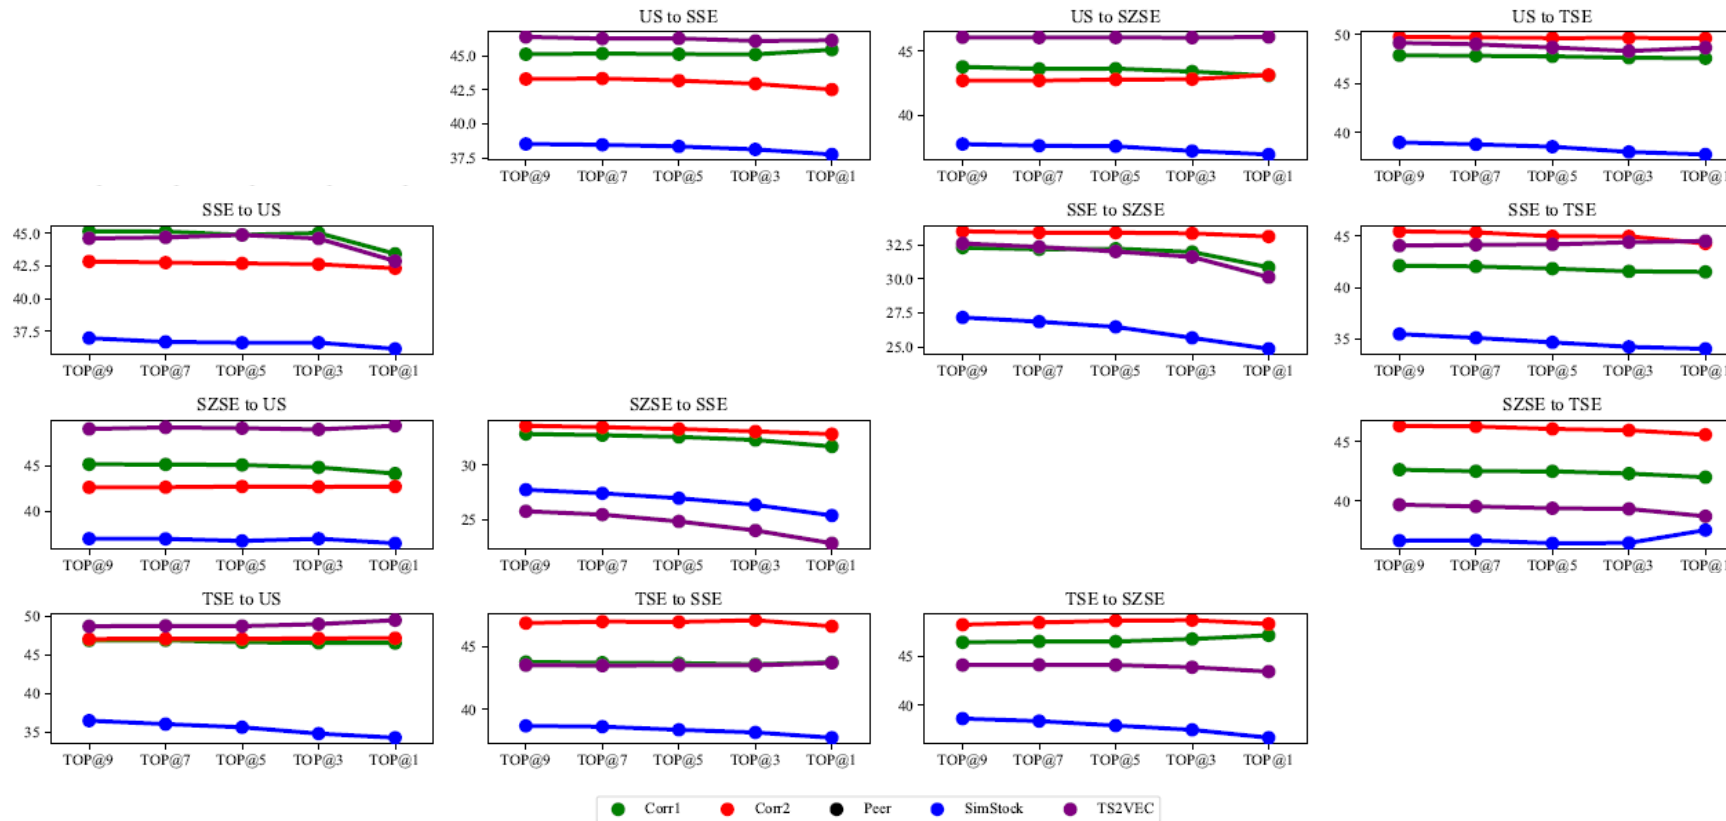 US to SSE
45.0
42.5
40.0
37.5
TOP@9 TOP@7 TOP@5 TOP@3 TOP@1
US to SZSE
45
40
TOP@9 TOP@7 TOP@5 TOP@3 TOP@1
US to TSE
50
45
40
TOP@9 TOP@7 TOP@5 TOP@3 TOP@1
SSE to US
45.0
42.5
40.0
37.5
TOP@9 TOP@7 TOP@5 TOP@3 TOP@1
SSE to SZSE
32.5
30.0
27.5
25.0
TOP@9 TOP@7 TOP@5 TOP@3 TOP@1
SSE to TSE
45
40
35
TOP@9 TOP@7 TOP@5 TOP@3 TOP@1
SZSE to US
45
40
TOP@9 TOP@7 TOP@5 TOP@3 TOP@1
SZSE to SSE
30
25
TOP@9 TOP@7 TOP@5 TOP@3 TOP@1
SZSE to TSE
45
40
TOP@9 TOP@7 TOP@5 TOP@3 TOP@1
TSE to US
50
45
40
35
TOP@9 TOP@7 TOP@5 TOP@3 TOP@1
TSE to SSE
45
40
TOP@9 TOP@7 TOP@5 TOP@3 TOP@1
TSE to SZSE
45
40
TOP@9 TOP@7 TOP@5 TOP@3 TOP@1
Corr1 Corr2 Peer SimStock TS2VEC